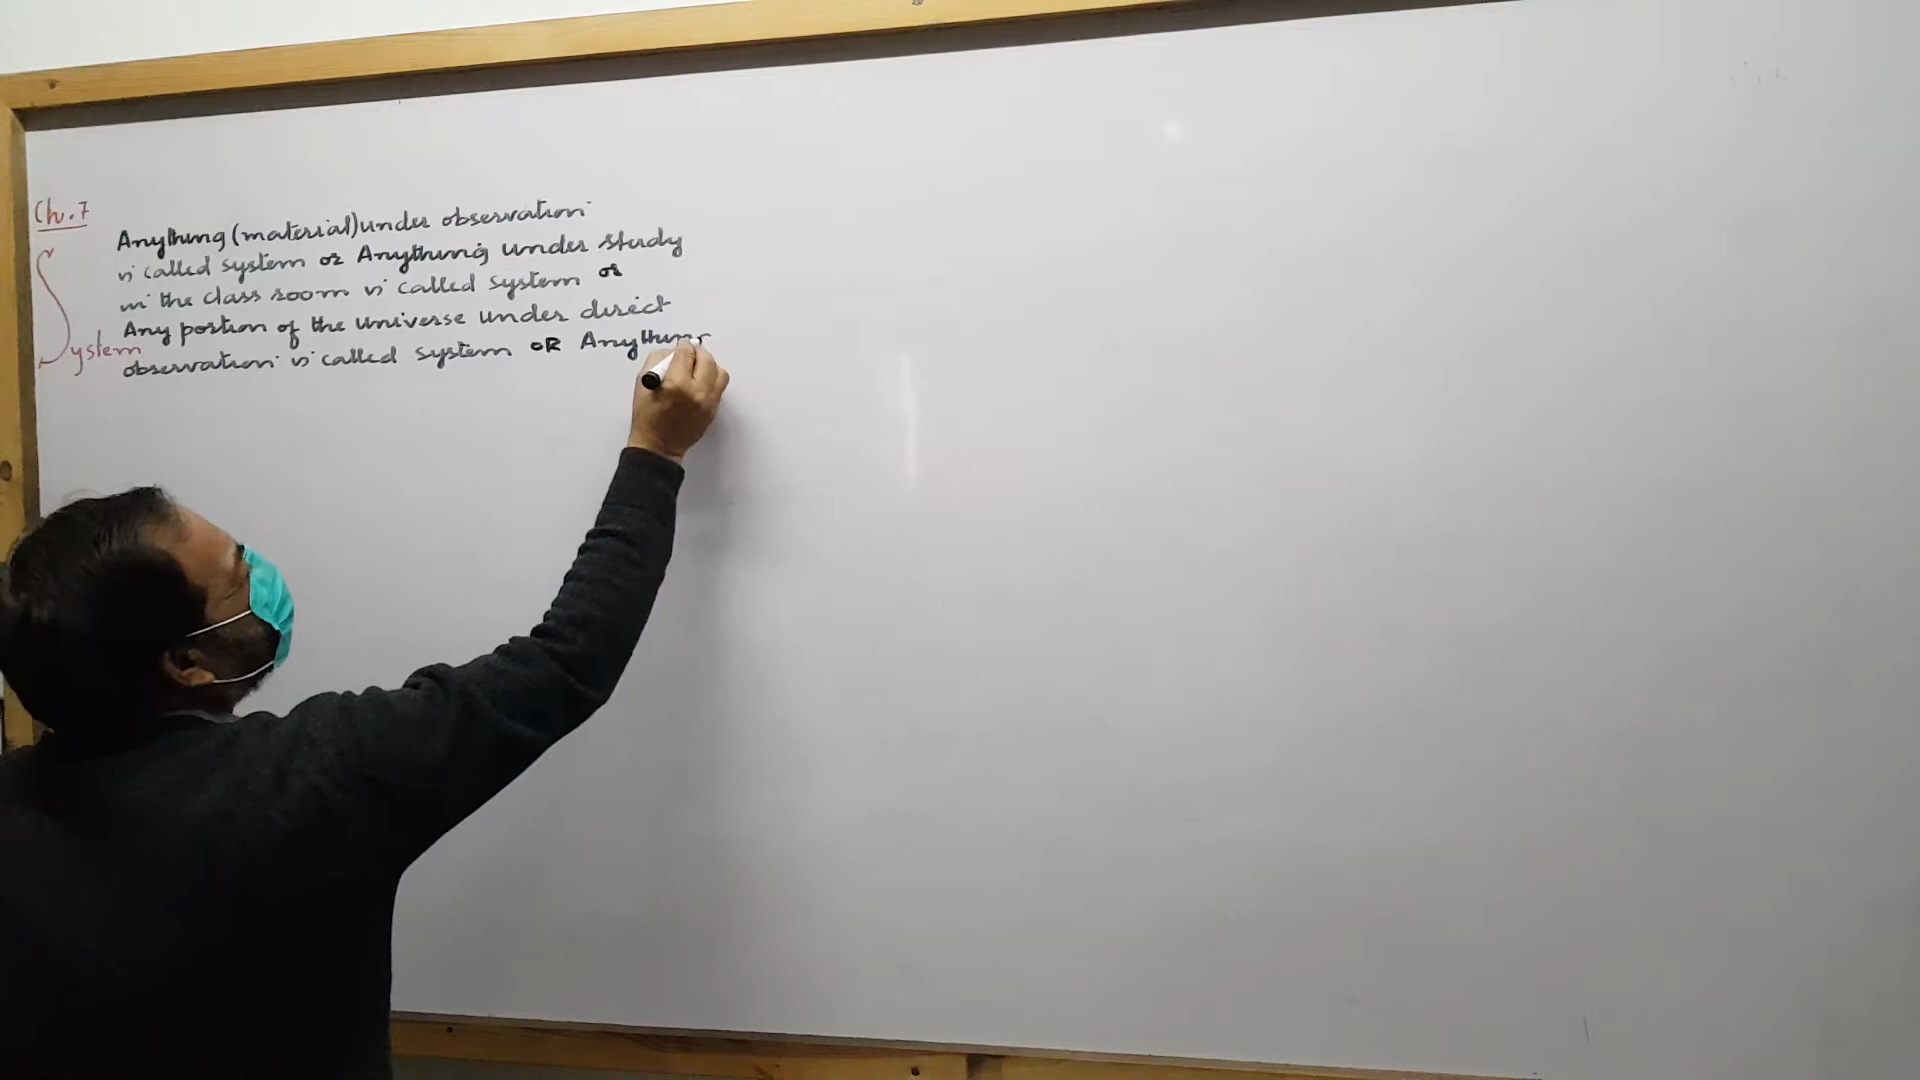 Ch.7
System
Anything (material) under observation
is called system or Anything under study
in the class room is called system or
Any portion of the universe under direct
observation is called system OR Anything